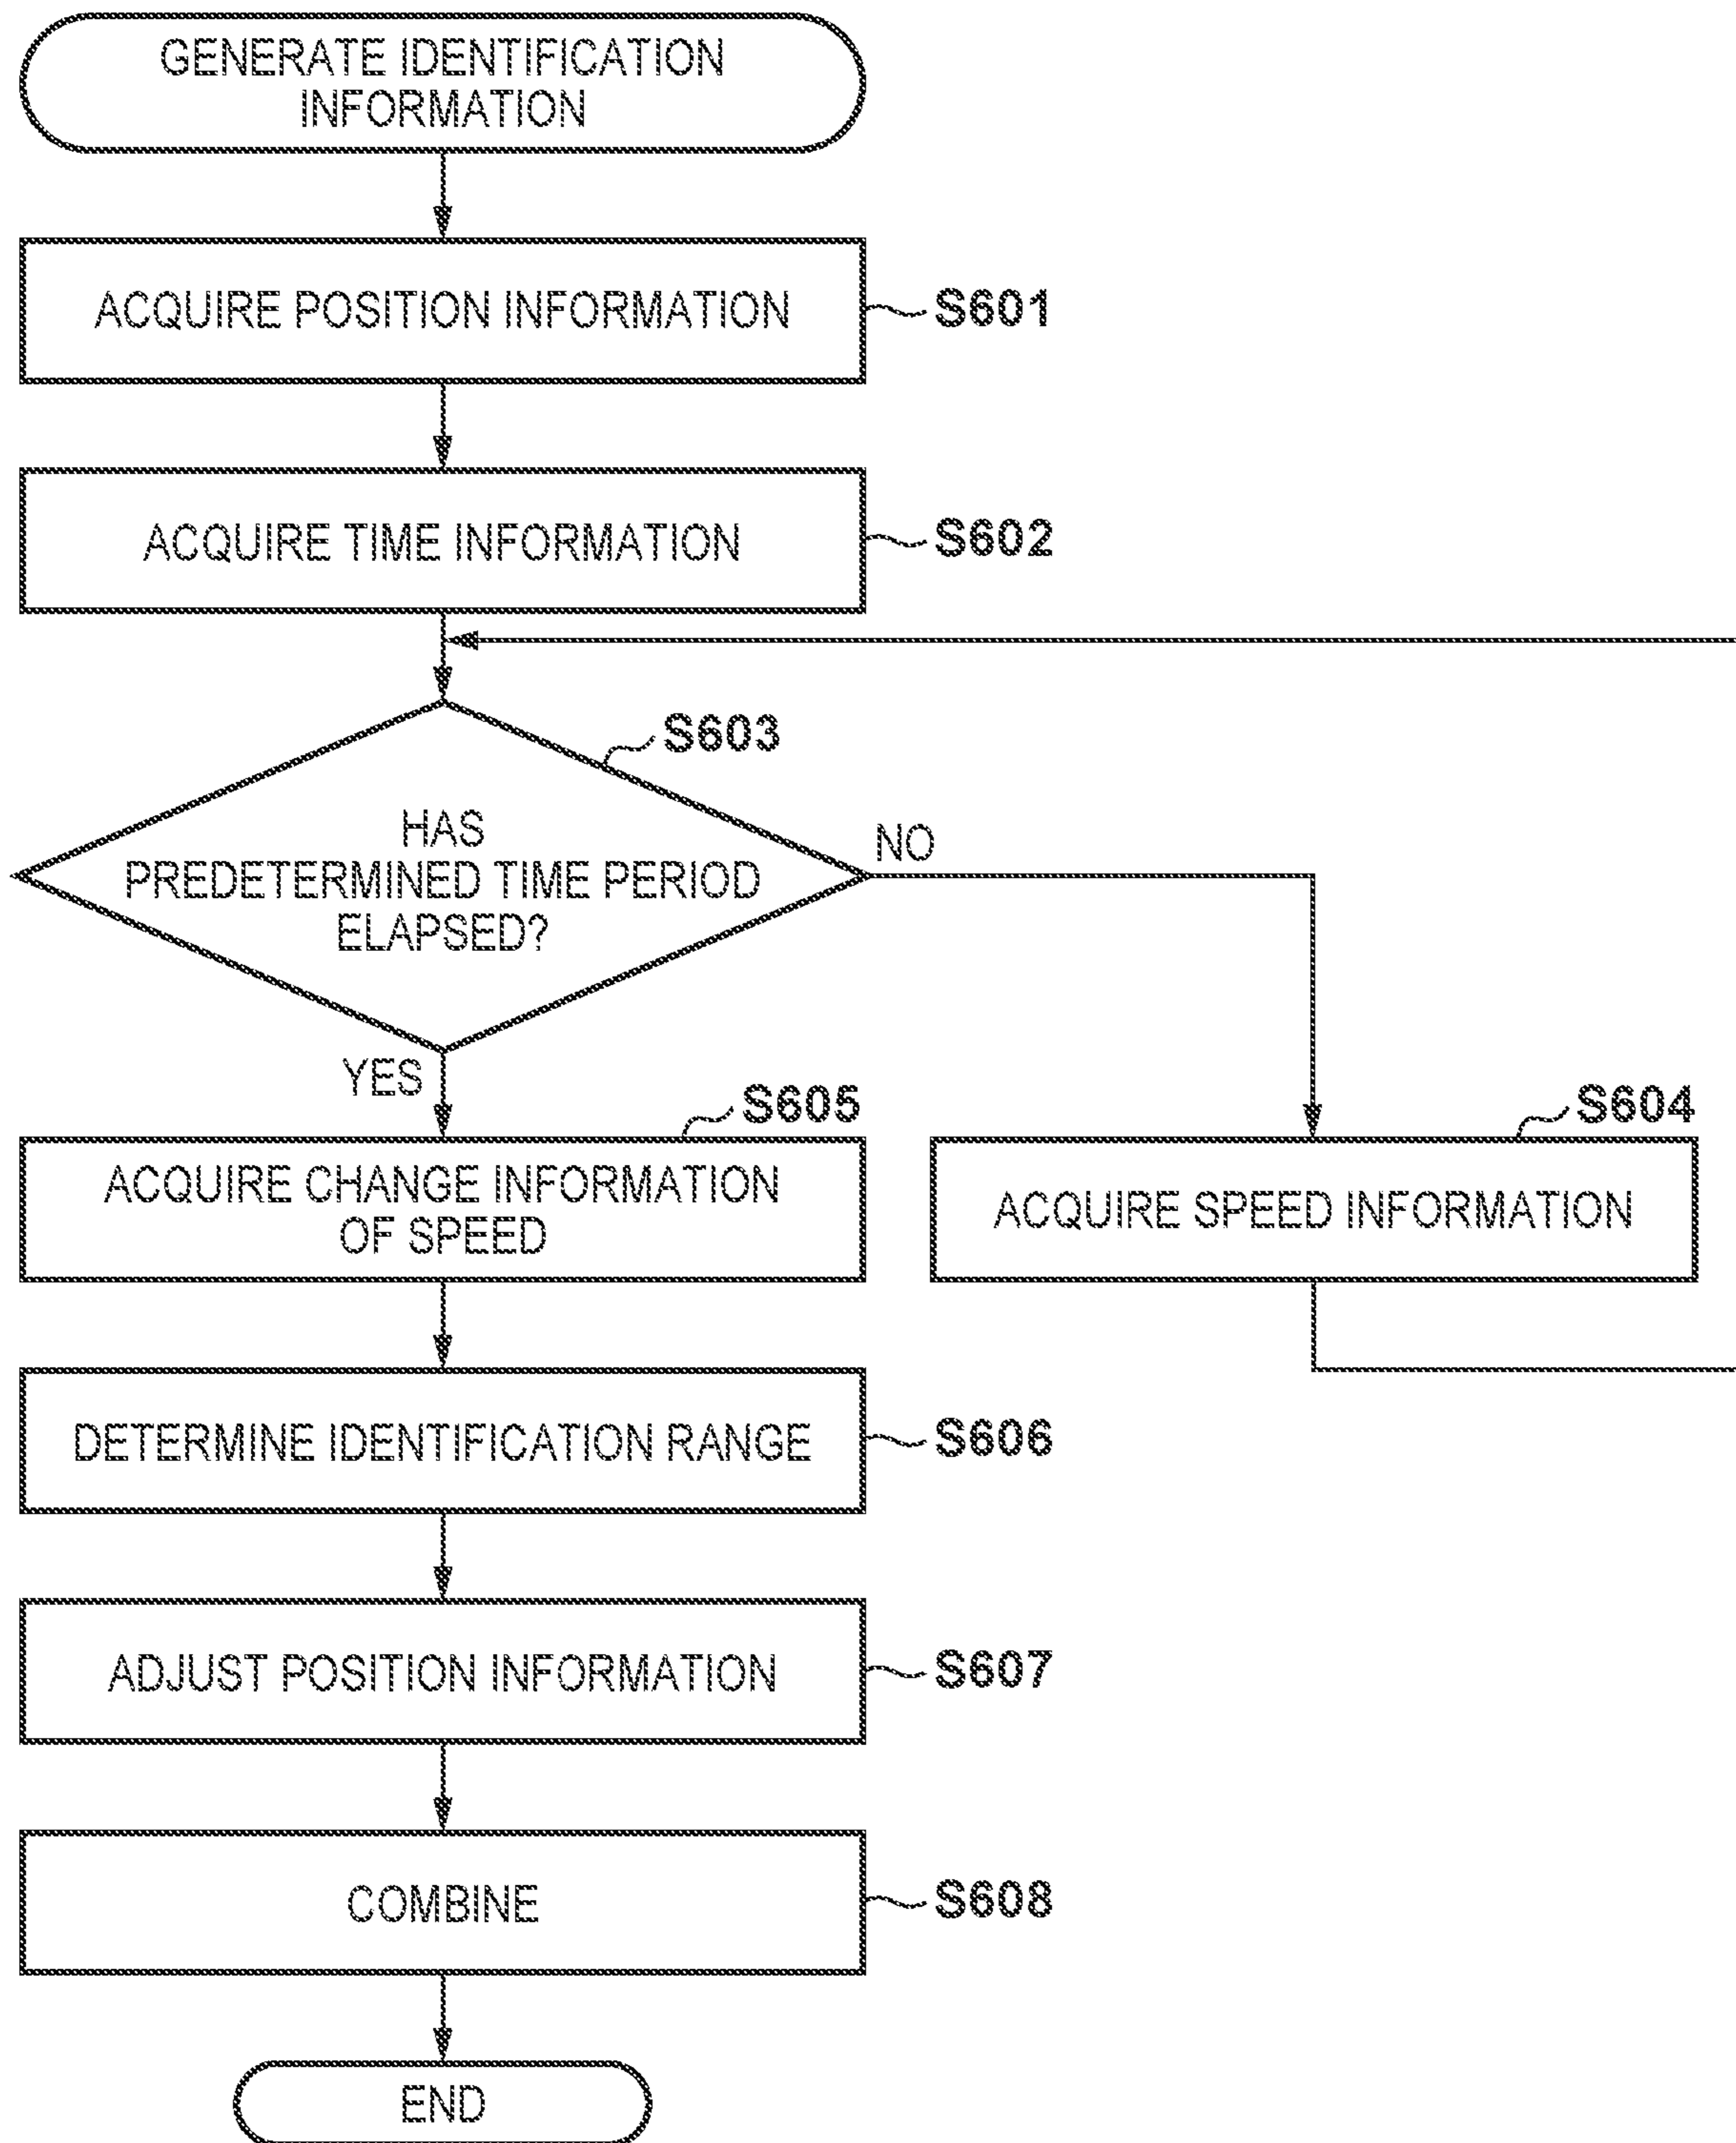 GENERATE IDENTIFICATION
INFORMATION
ACQUIRE POSITION INFORMATION
S601
ACQUIRE TIME INFORMATION
S602
S603
HAS
PREDETERMINED TIME PERIOD
ELAPSED?
NO
YES
S605
S604
ACQUIRE CHANGE INFORMATION
OF SPEED
ACQUIRE SPEED INFORMATION
DETERMINE IDENTIFICATION RANGE
S606
ADJUST POSITION INFORMATION
S607
COMBINE
S608
END